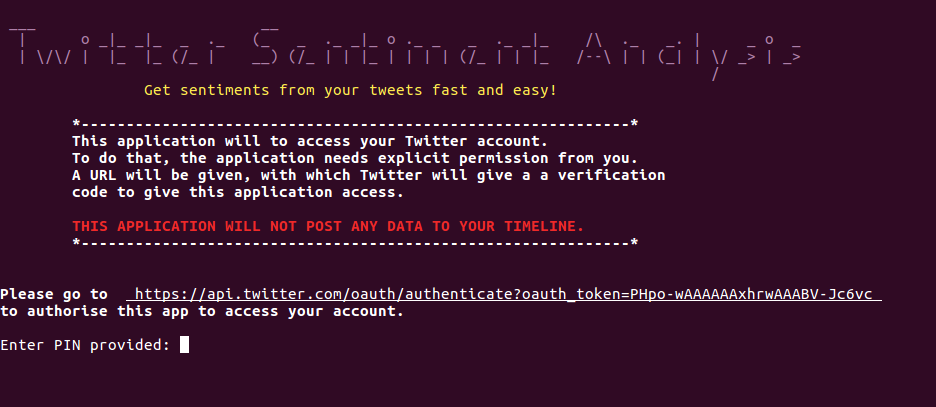 Twitter Sentiment Analysis
Get sentiments from your tweets fast and easy!
*-------------------------------------------------------------*
This application will to access your Twitter account.
To do that, the application needs explicit permission from you.
A URL will be given, with which Twitter will give a a verification
code to give this application access.
THIS APPLICATION WILL NOT POST ANY DATA TO YOUR TIMELINE.
*-------------------------------------------------------------*
Please go to  https://api.twitter.com/oauth/authenticate?oauth_token=PHpo-wAAAAAAxhrwAAABV-Jc6vc
to authorise this app to access your account.
Enter PIN provided: